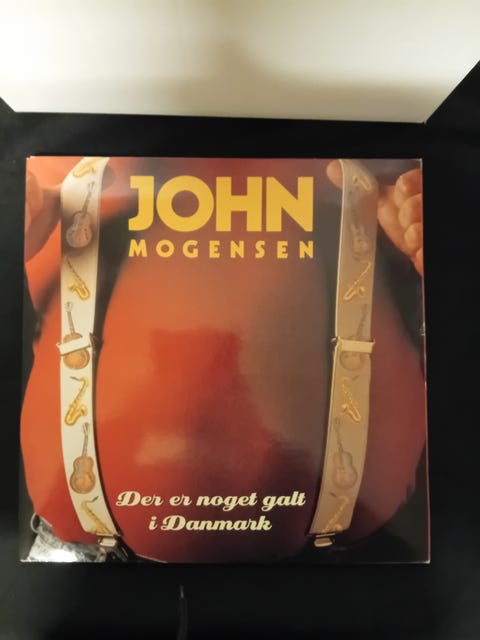 JOHN
MOGENSEN
Der er noget galt
i Danmark